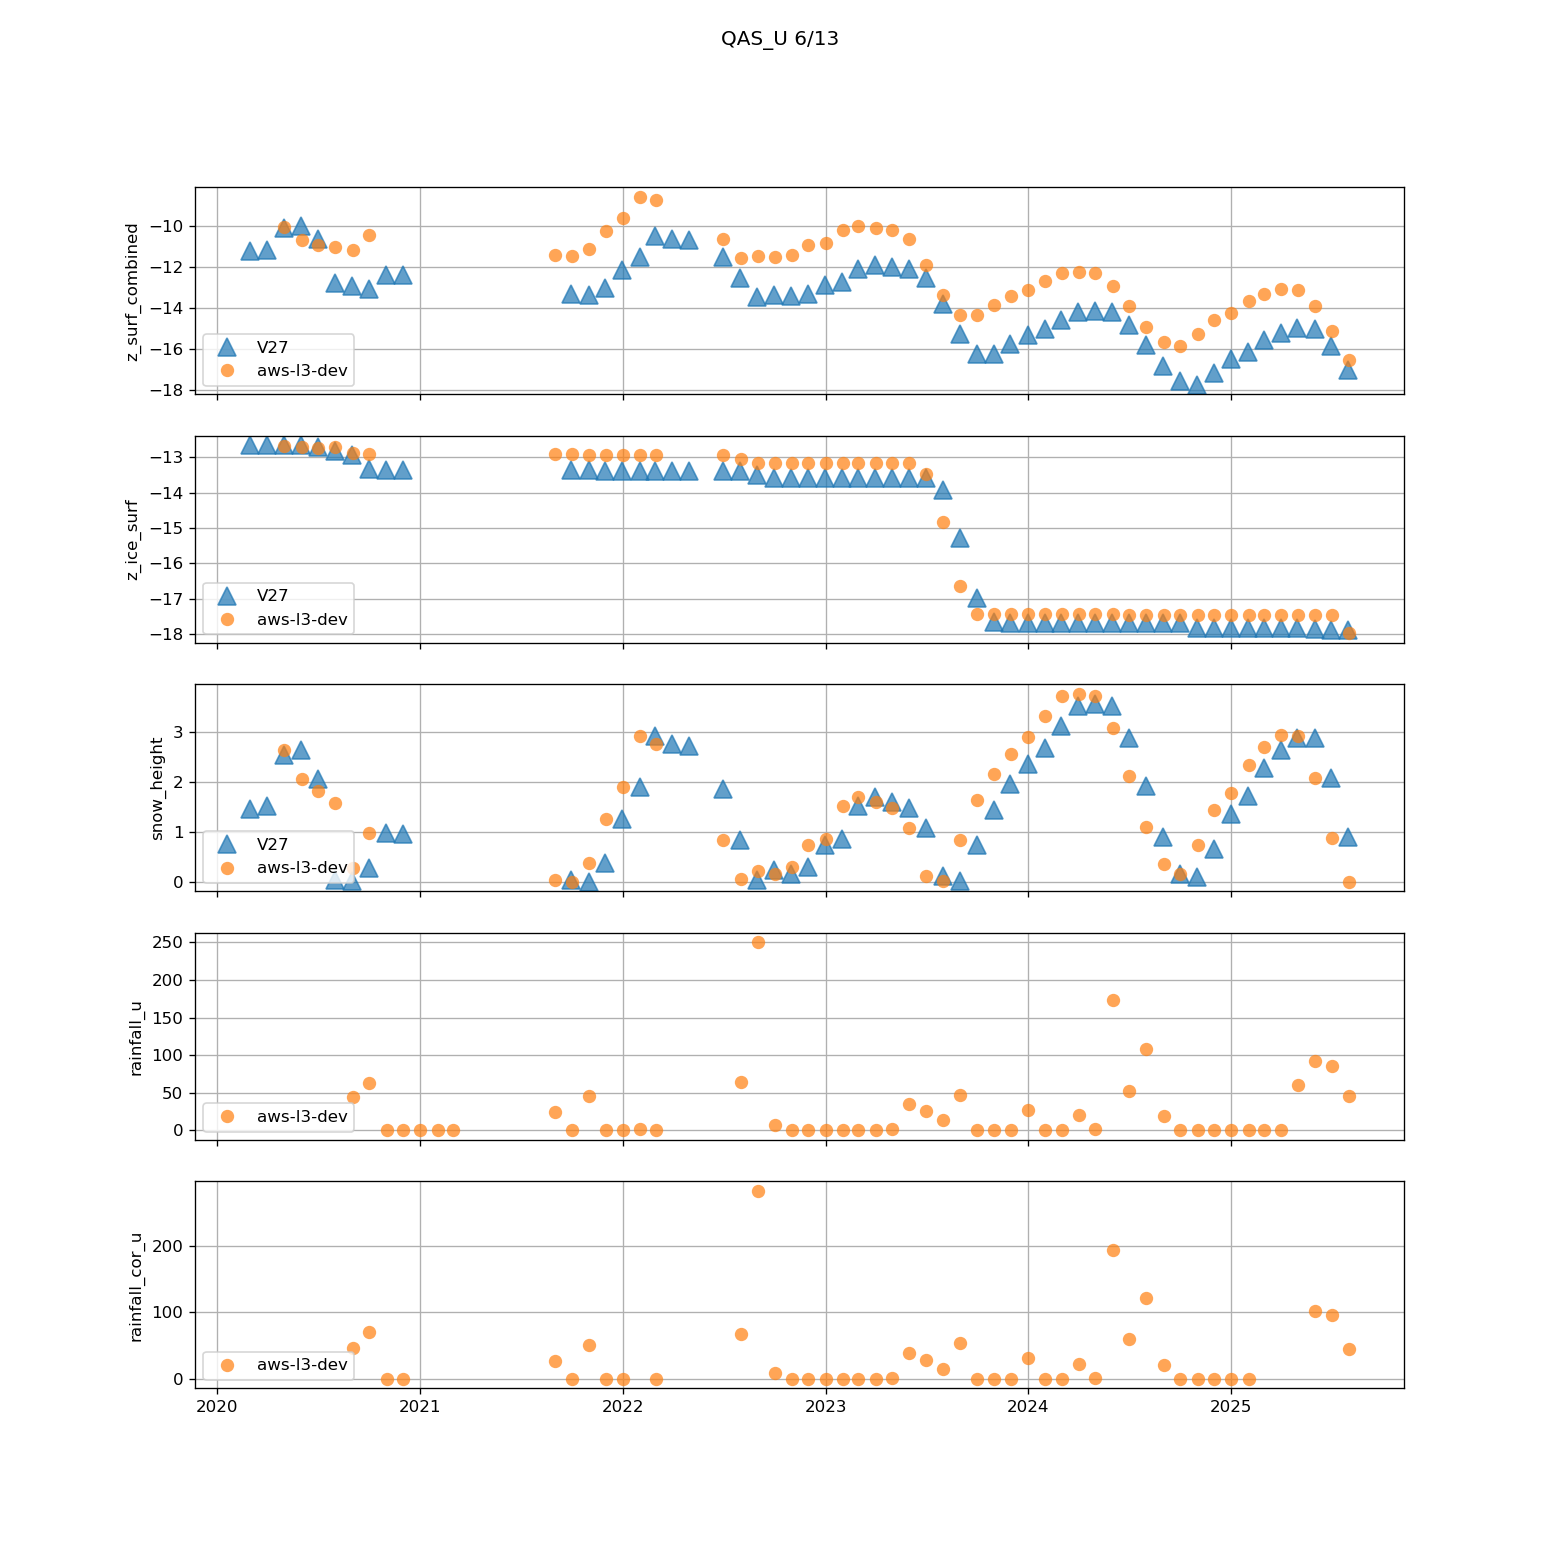 QAS_U 6/13
z_surf_combined
−10
−12
−14
−16
−18
V27
aws-l3-dev
z_ice_surf
−13
−14
−15
−16
−17
−18
V27
aws-l3-dev
snow_height
3
2
1
0
V27
aws-l3-dev
rainfall_u
250
200
150
100
50
0
aws-l3-dev
rainfall_cor_u
200
100
0
aws-l3-dev
2020 2021 2022 2023 2024 2025